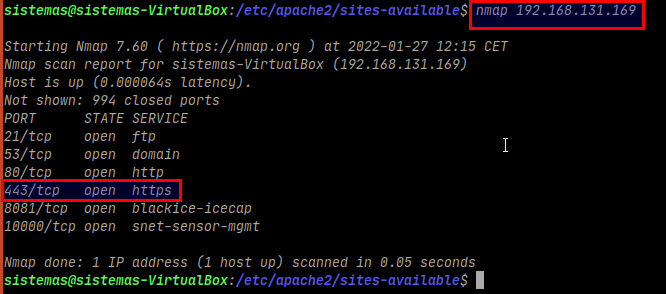 sistemas@sistemas-VirtualBox:/etc/apache2/sites-available$ nmap 192.168.131.169
Starting Nmap 7.60 ( https://nmap.org ) at 2022-01-27 12:15 CET
Nmap scan report for sistemas-VirtualBox (192.168.131.169)
Host is up (0.000064s latency).
Not shown: 994 closed ports
PORT      STATE SERVICE
21/tcp    open  ftp
53/tcp    open  domain
80/tcp    open  http
443/tcp   open  https
8081/tcp  open  blackice-icecap
10000/tcp open  snet-sensor-mgmt
Nmap done: 1 IP address (1 host up) scanned in 0.05 seconds
sistemas@sistemas-VirtualBox:/etc/apache2/sites-available$